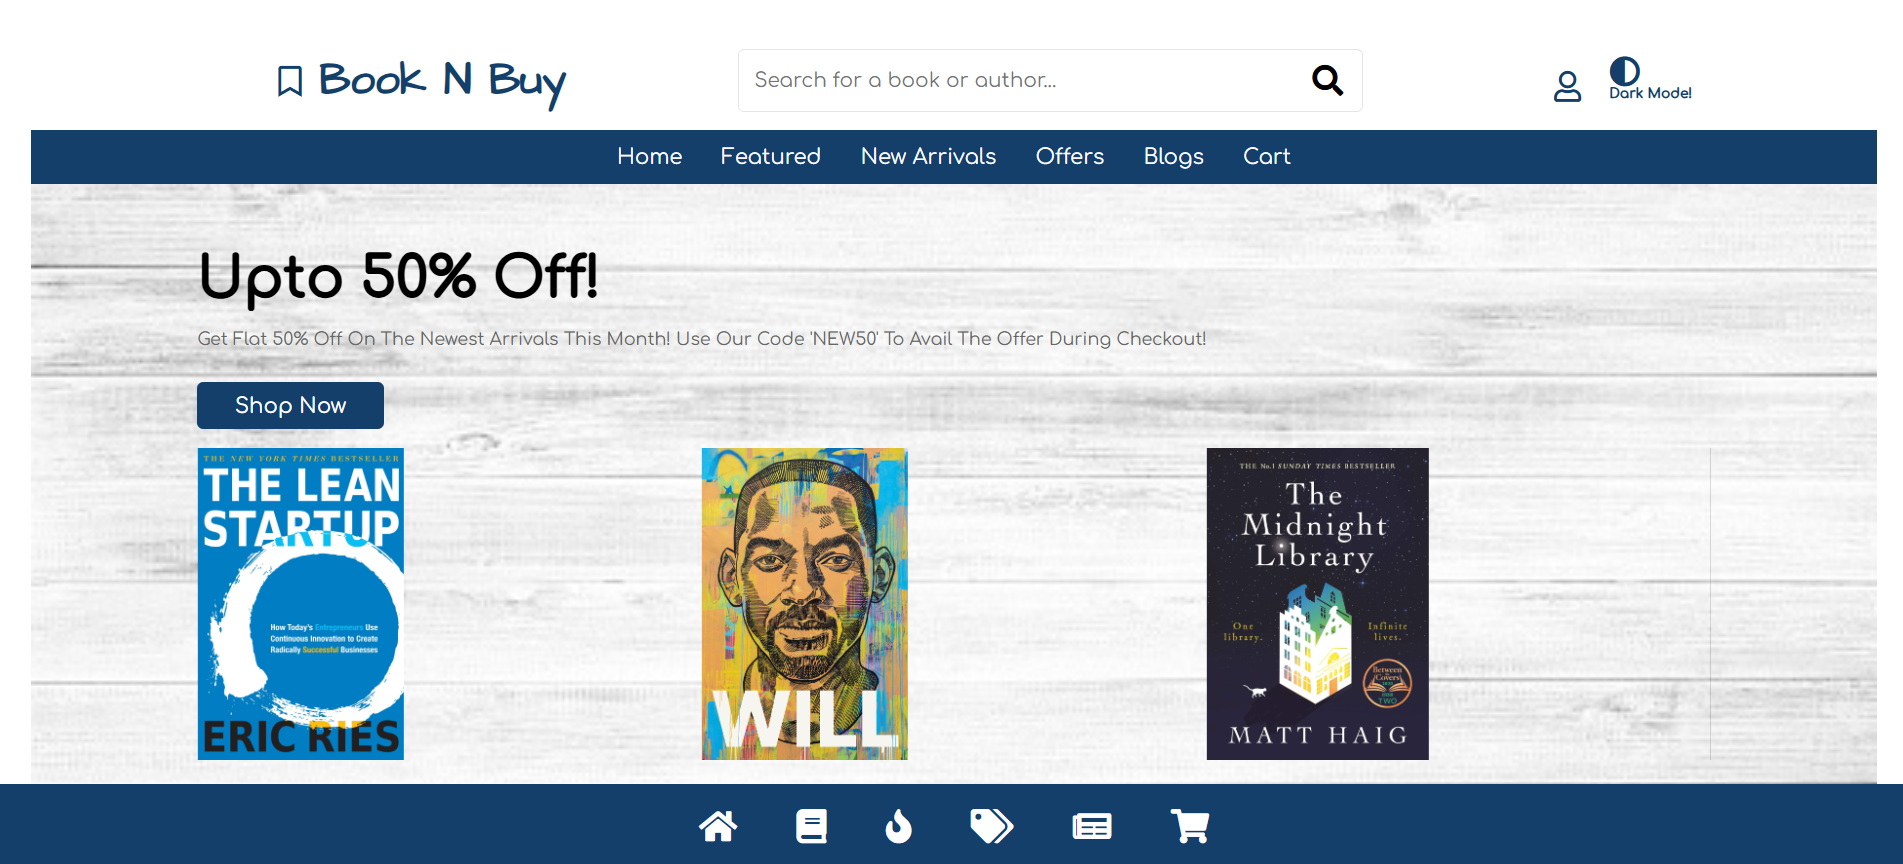 Book N Buy
Search for a book or author...
Dark Mode!
Home Featured New Arrivals Offers Blogs Cart
Upto 50% Off!
Get Flat 50% Off On The Newest Arrivals This Month! Use Our Code 'NEW50' To Avail The Offer During Checkout!
Shop Now
THE NEW YORK TIMES BESTSELLER
THE LEAN
STARTUP
How Today's Entrepreneurs Use
Continuous Innovation to Create
Radically Successful Businesses
ERIC RIES
WILL
THE No.1 SUNDAY TIMES BESTSELLER
The
Midnight
Library
One
library.
Infinite
lives.
Between
the Covers
TWO
MATT HAIG